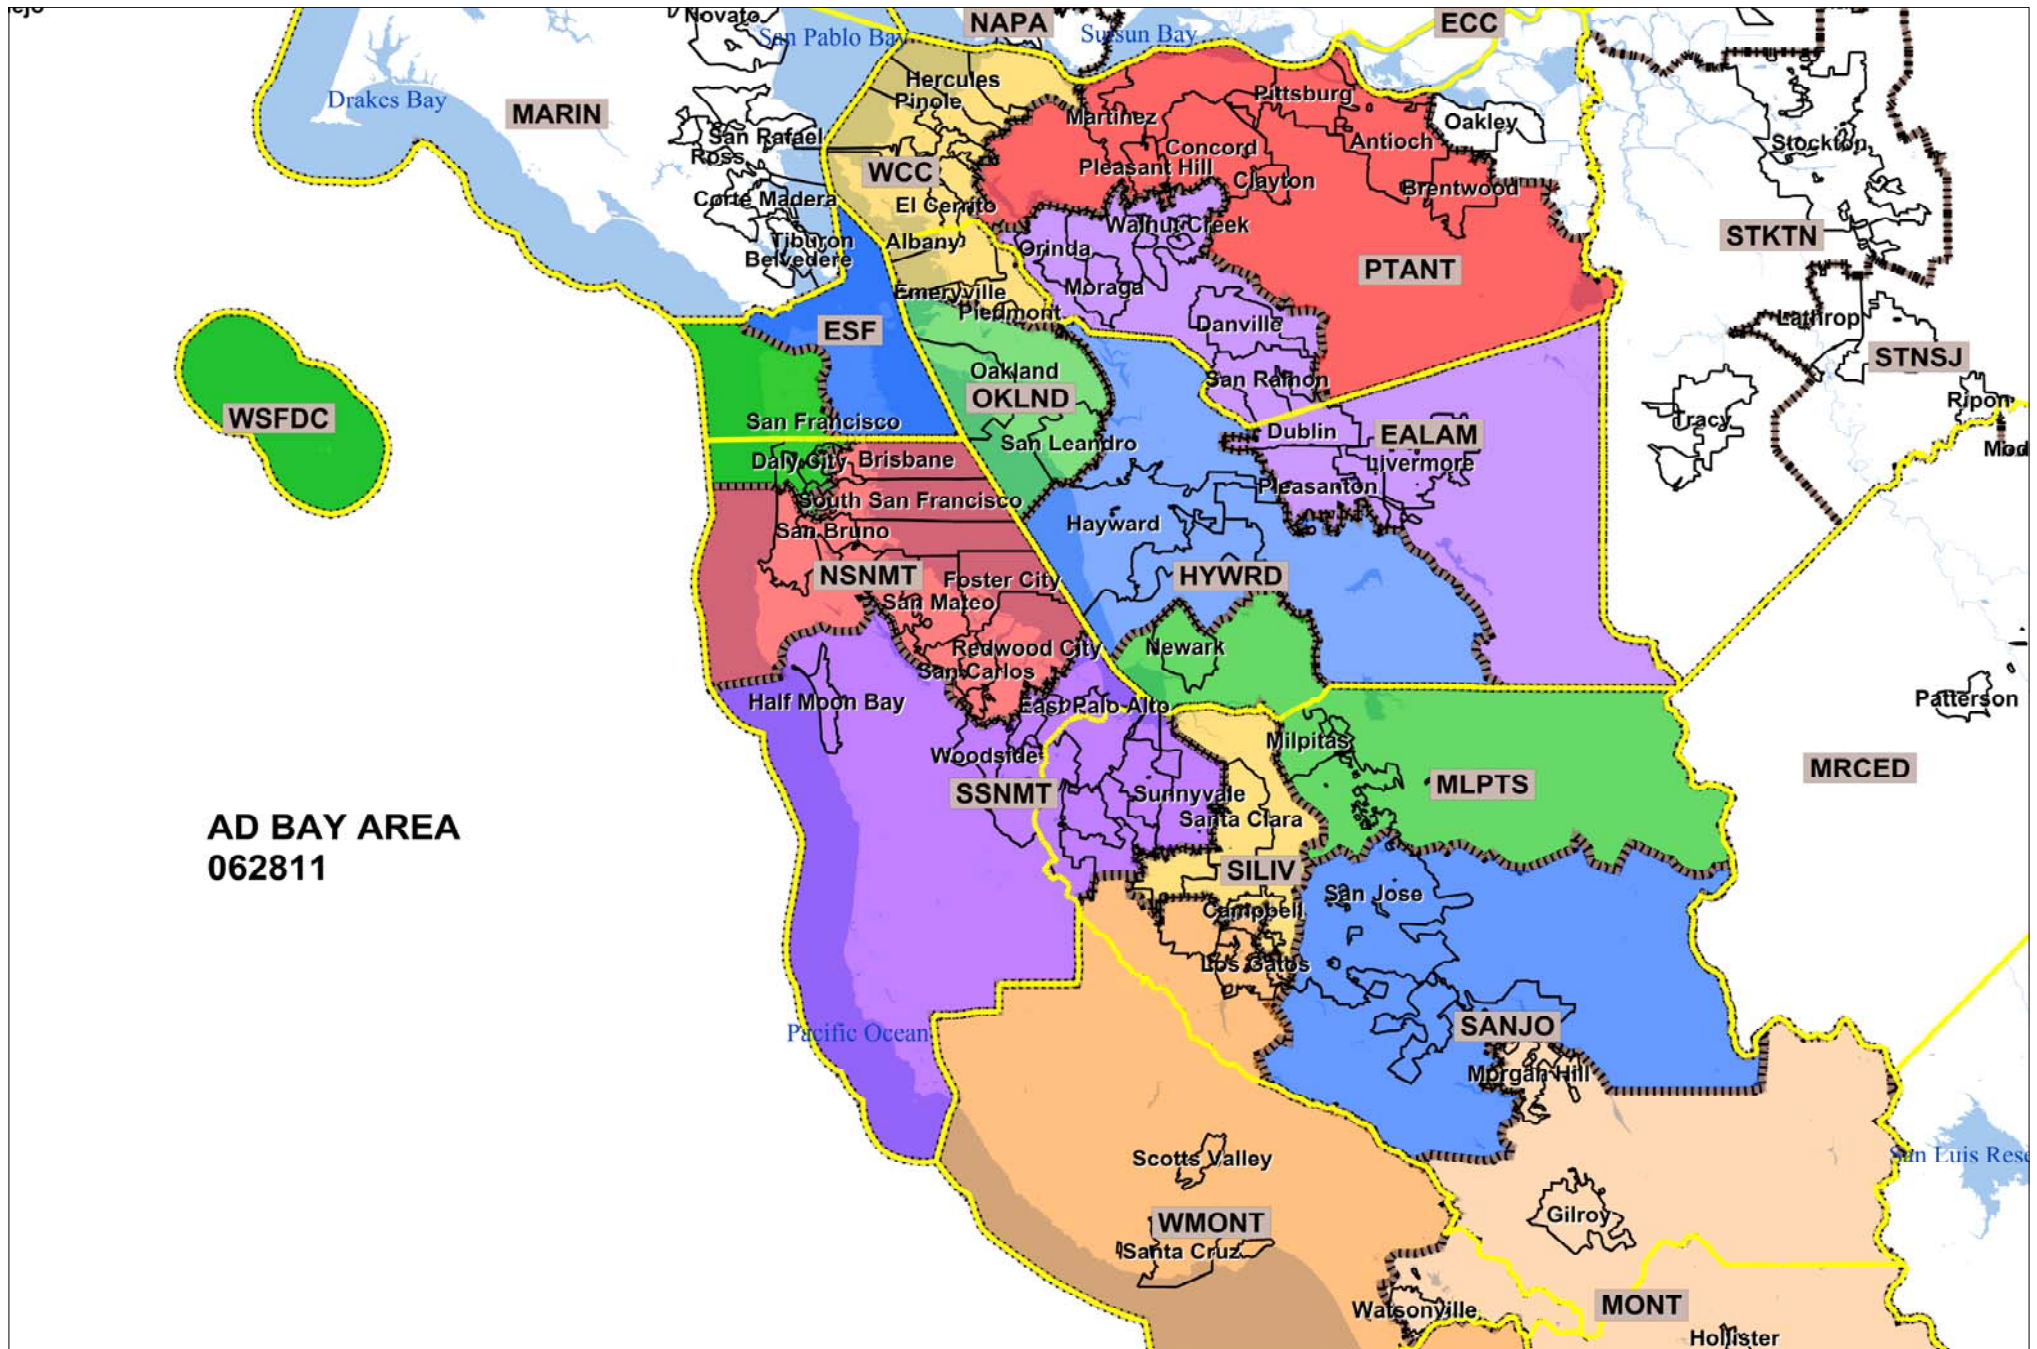 ejo
Novato
NAPA
ECC
San Pablo Bay
Suisun Bay
Hercules
Pinole
Drakes Bay
MARIN
Pittsburg
Martinez
Oakley
San Rafael
Ross
Concord
Antioch
Stockton
WCC
Pleasant Hill
Clayton
Brentwood
Corte Madera
El Cerrito
Walnut Creek
STKTN
Tiburon
Albany
Orinda
Belvedere
PTANT
Emeryville
Moraga
Piedmont
ESF
Danville
Lathrop
STNSJ
Oakland
San Ramon
OKLND
Ripon
WSFDC
San Francisco
Tracy
Dublin
EALAM
San Leandro
Mod
Daly City
Brisbane
Livermore
South San Francisco
Pleasanton
San Bruno
Hayward
NSNMT
Foster City
HYWRD
San Mateo
Redwood City
Newark
San Carlos
Half Moon Bay
East Palo Alto
Patterson
Woodside
Milpitas
MRCED
SSNMT
Sunnyvale
MLPTS
Santa Clara
AD BAY AREA
062811
SILIV
San Jose
Campbell
Los Gatos
Pacific Ocean
SANJO
Morgan Hill
Scotts Valley
San Luis Rese
WMONT
Gilroy
Santa Cruz
Watsonville
MONT
Hollister